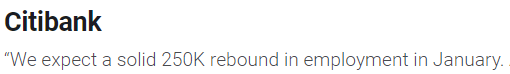 Citibank
“We expect a solid 250K rebound in employment in January.